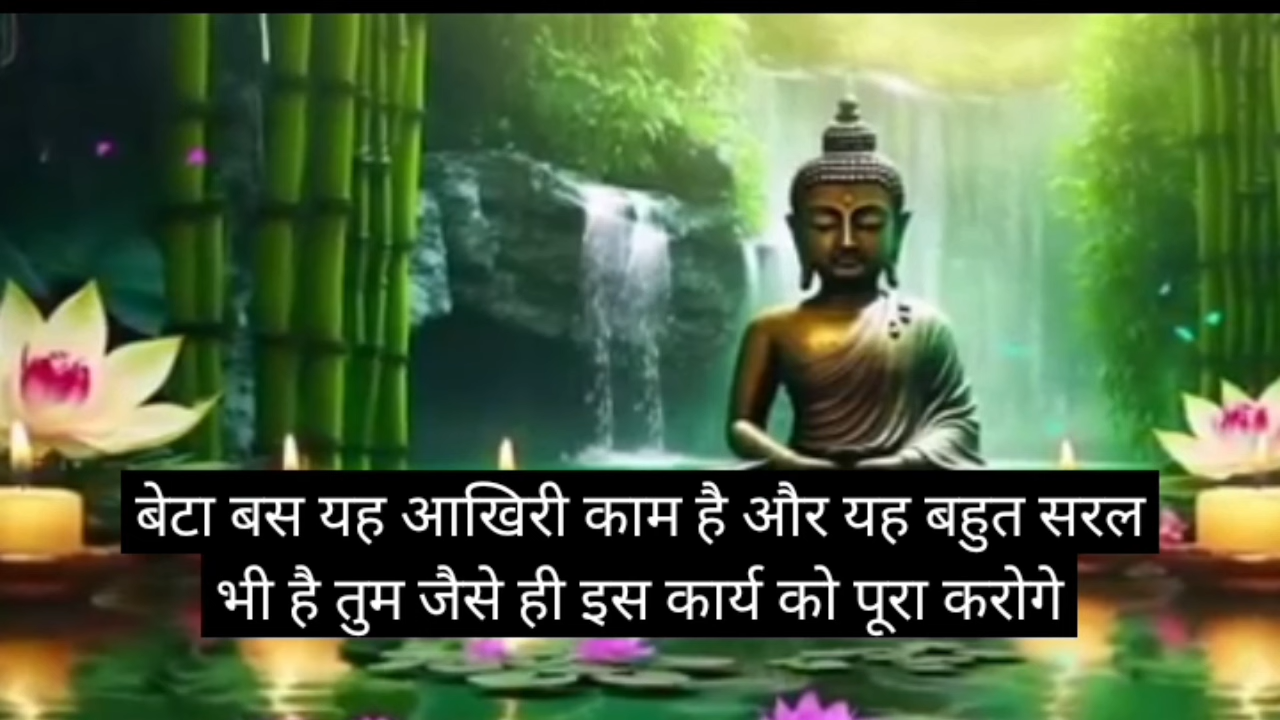 बेटा बस यह आखिरी काम है और यह बहुत सरल
भी है तुम जैसे ही इस कार्य को पूरा करोगे